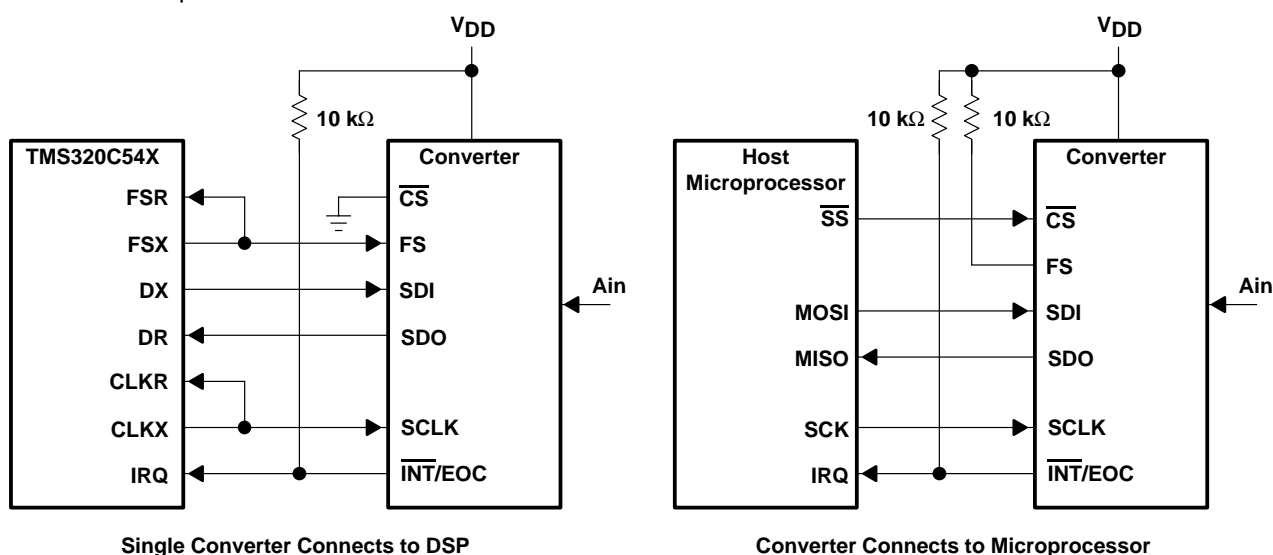 VDD
10 kΩ
TMS320C54X
FSR
FSX
DX
DR
CLKR
CLKX
IRQ
Converter
CS
FS
SDI
SDO
SCLK
INT/EOC
Ain
Single Converter Connects to DSP
VDD
10 kΩ
10 kΩ
Host
Microprocessor
SS
MOSI
MISO
SCK
IRQ
Converter
CS
FS
SDI
SDO
SCLK
INT/EOC
Ain
Converter Connects to Microprocessor